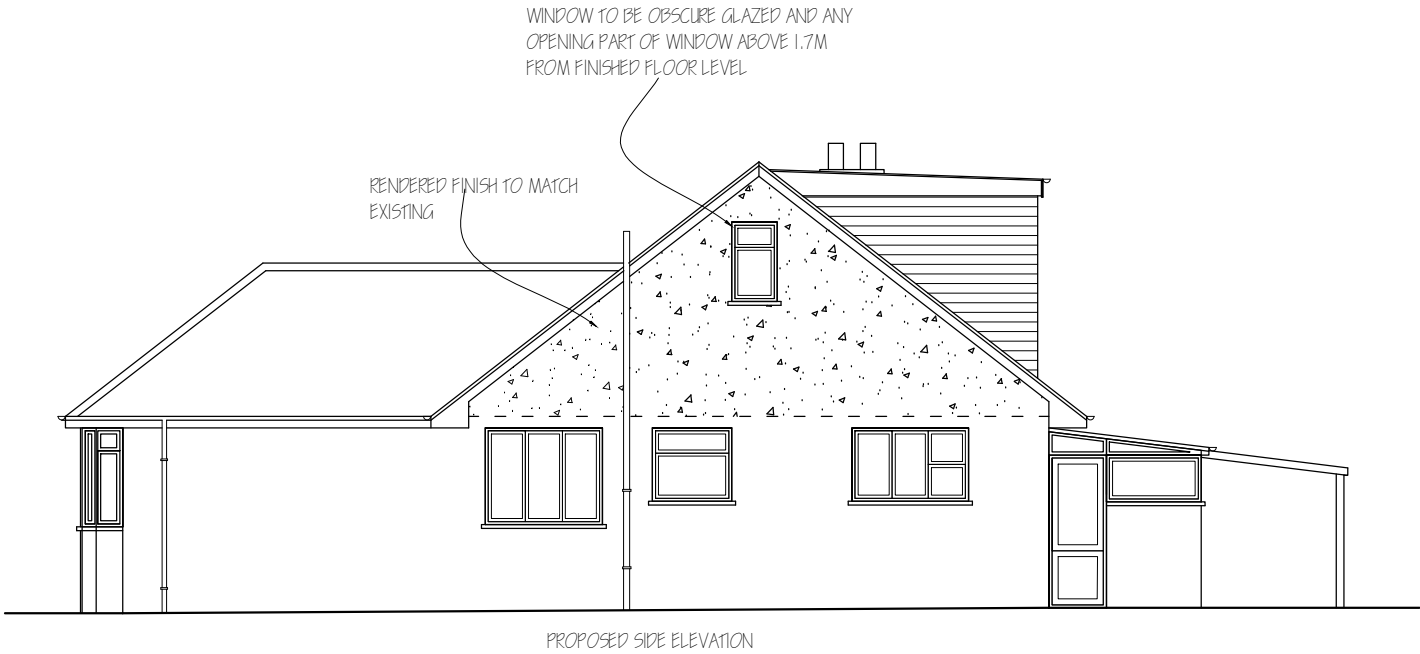 WINDOW TO BE OBSCURE GLAZED AND ANY
OPENING PART OF WINDOW ABOVE 1.7M
FROM FINISHED FLOOR LEVEL
RENDERED FINISH TO MATCH
EXISTING
PROPOSED SIDE ELEVATION